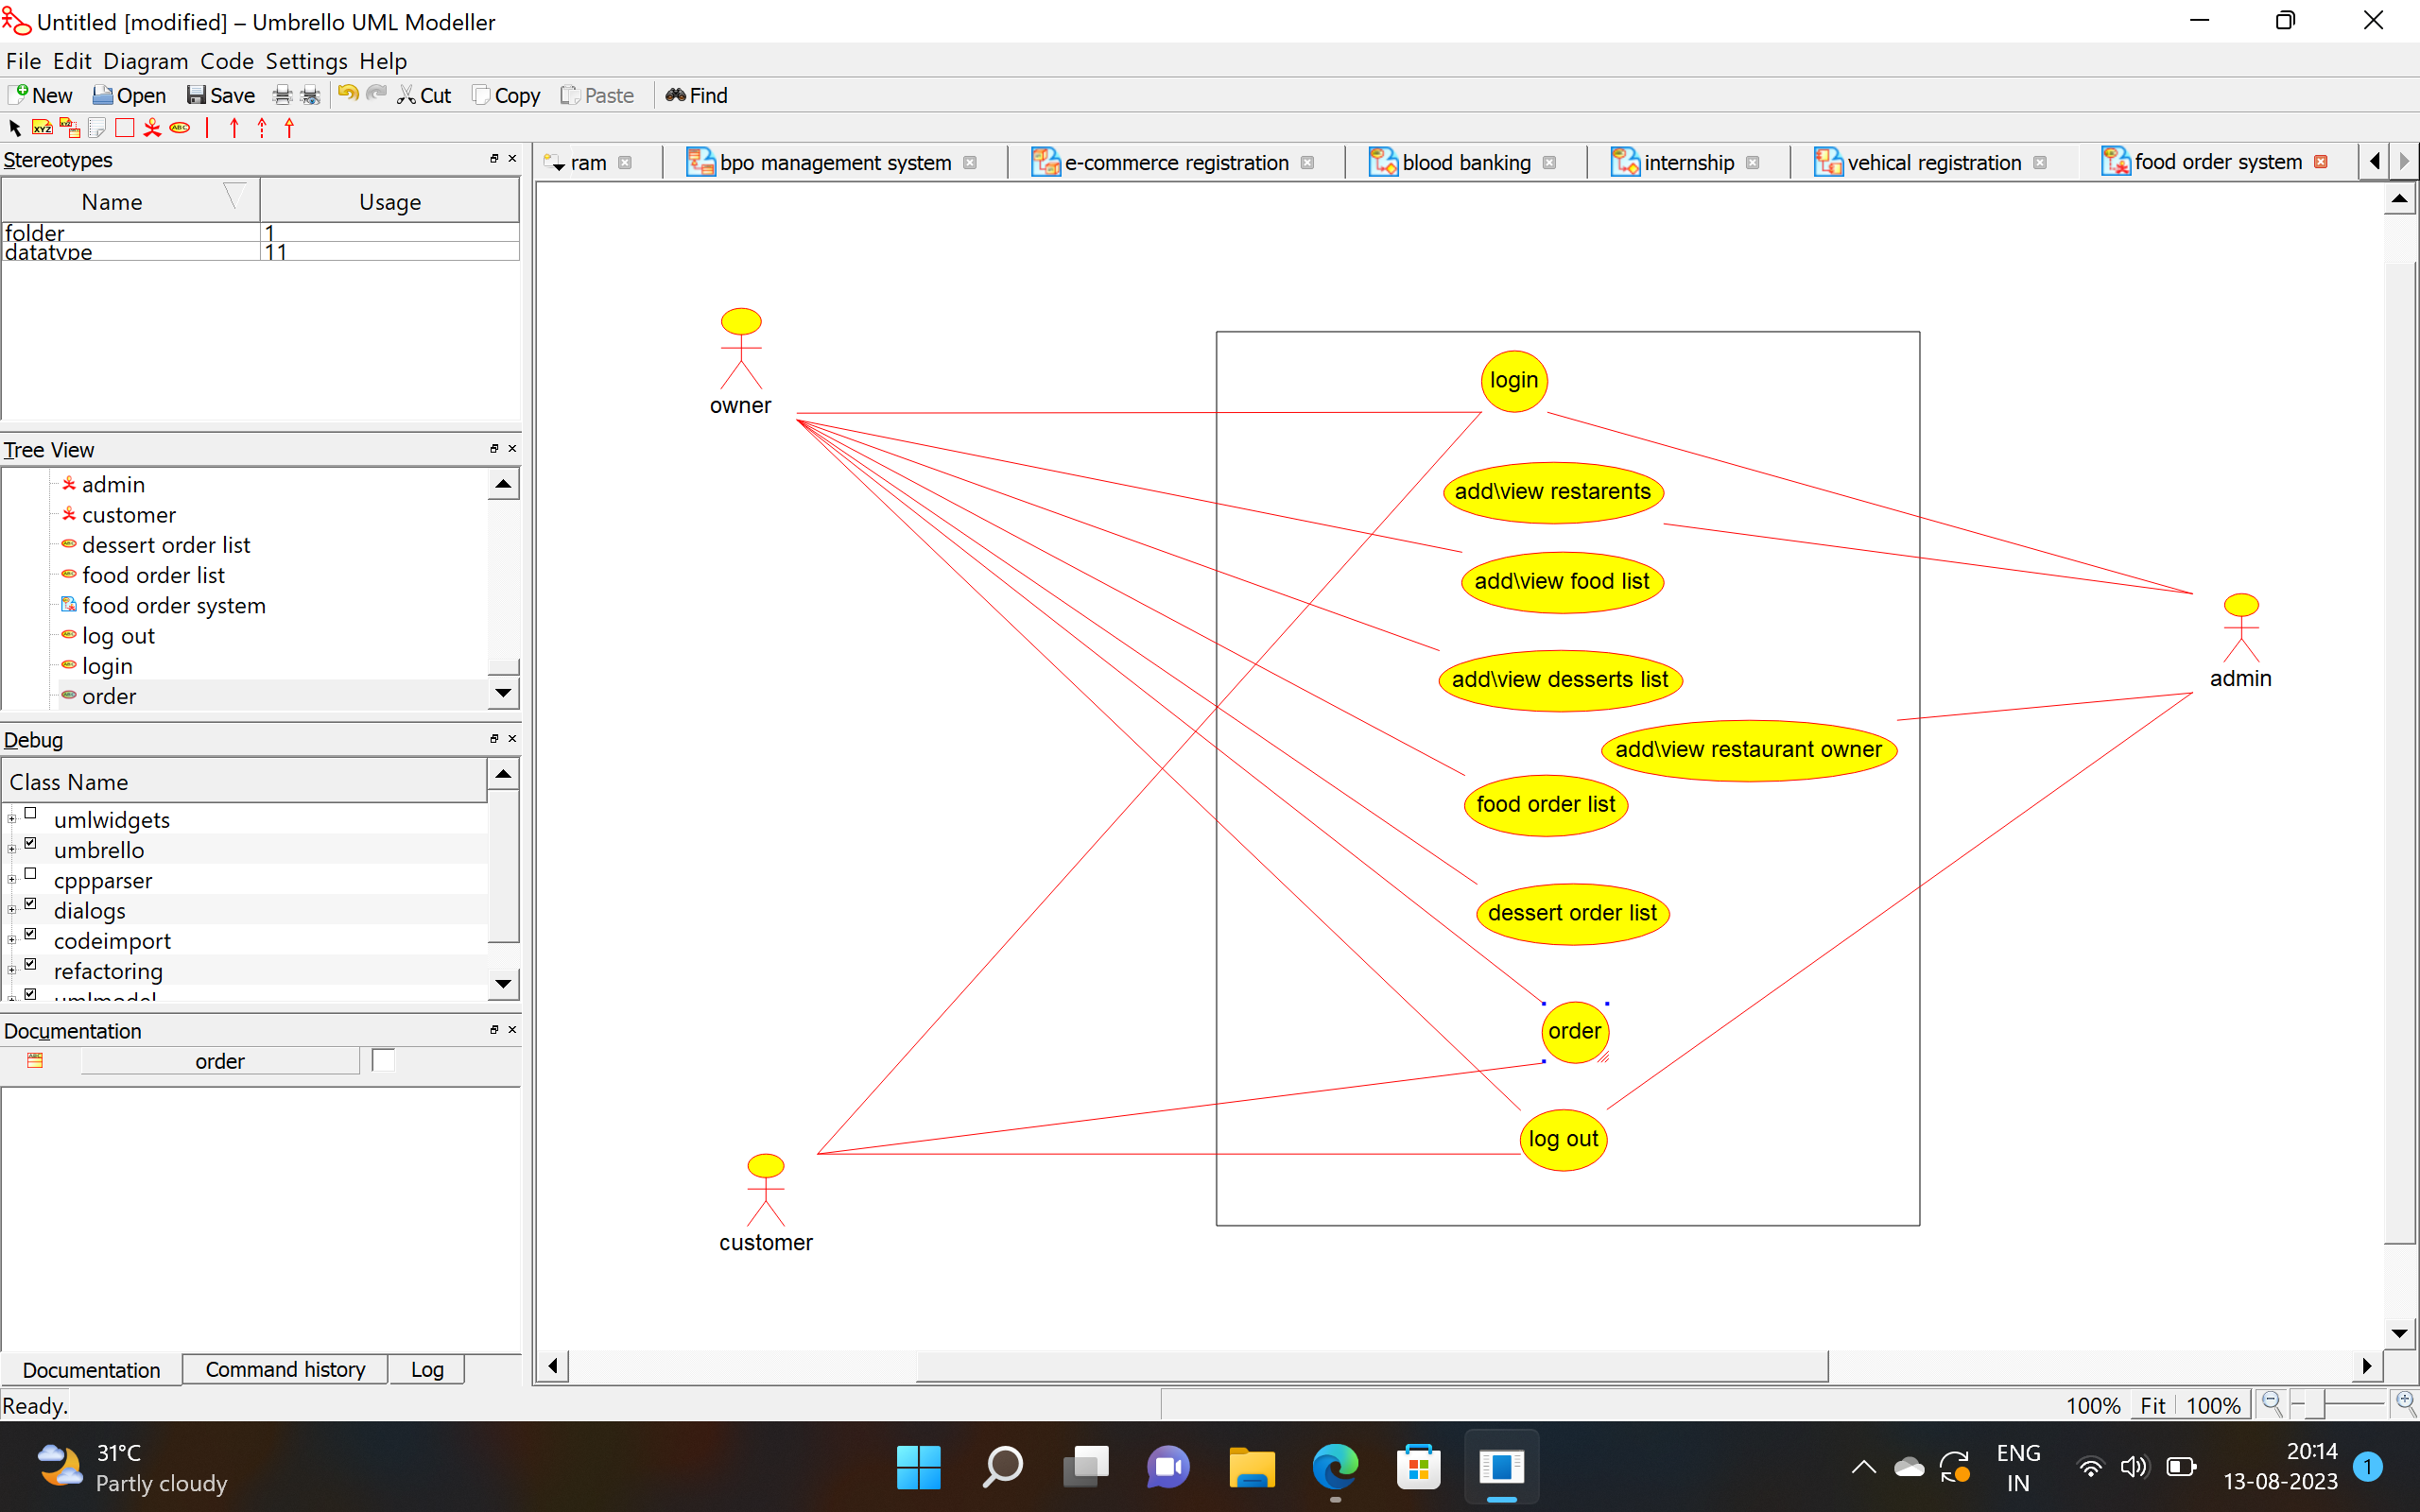 Untitled [modified] – Umbrello UML Modeller
File Edit Diagram Code Settings Help
New Open Save Cut Copy Paste Find
Stereotypes
Name Usage
folder 1
datatype 11
Tree View
admin
customer
dessert order list
food order list
food order system
log out
login
order
Debug
Class Name
umlwidgets
umbrello
cppparser
dialogs
codeimport
refactoring
umlmodel
Documentation
order
Documentation Command history Log
Ready.
ram bpo management system e-commerce registration blood banking internship vehical registration food order system
owner
login
add\view restarents
add\view food list
add\view desserts list
admin
add\view restaurant owner
food order list
dessert order list
order
log out
customer
100% Fit 100%
31°C
Partly cloudy
ENG
IN
20:14
13-08-2023
1